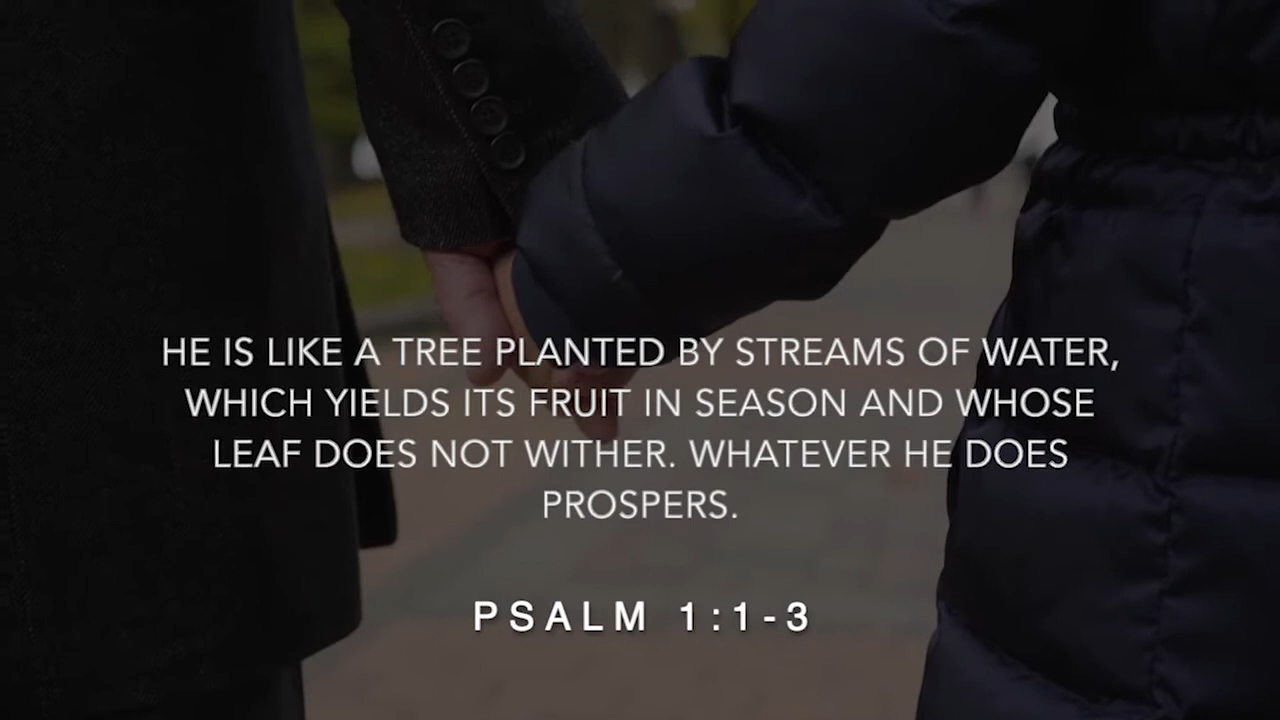 HE IS LIKE A TREE PLANTED BY STREAMS OF WATER,
WHICH YIELDS ITS FRUIT IN SEASON AND WHOSE
LEAF DOES NOT WITHER. WHATEVER HE DOES
PROSPERS.
PSALM 1:1-3